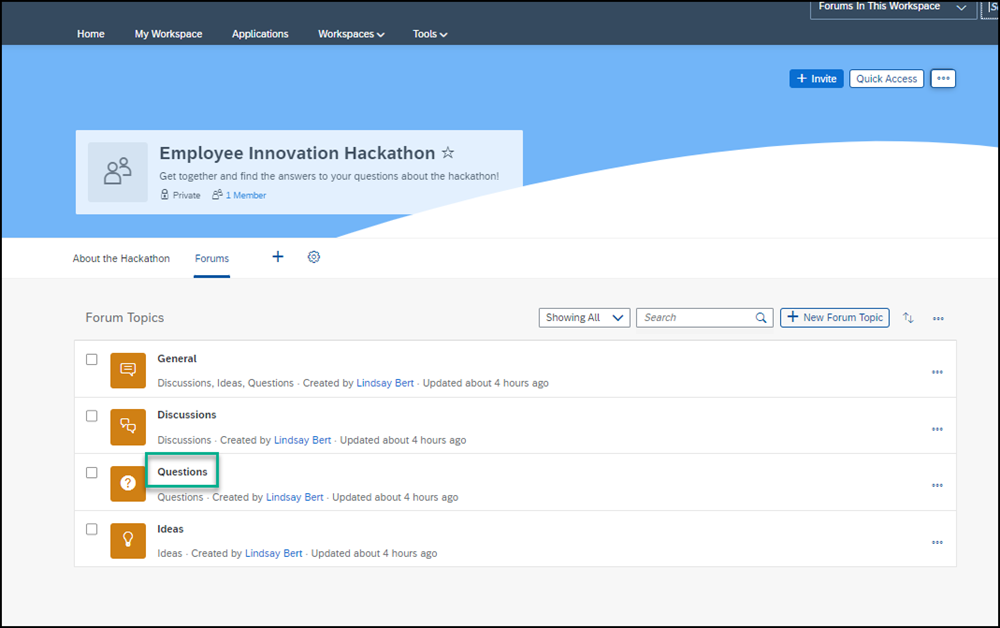 Forums In This Workspace
Home My Workspace Applications Workspaces Tools
+ Invite Quick Access
Employee Innovation Hackathon
Get together and find the answers to your questions about the hackathon!
Private 1 Member
About the Hackathon Forums
Forum Topics Showing All Search + New Forum Topic
General
Discussions, Ideas, Questions · Created by Lindsay Bert · Updated about 4 hours ago
Discussions
Discussions · Created by Lindsay Bert · Updated about 4 hours ago
Questions
Questions · Created by Lindsay Bert · Updated about 4 hours ago
Ideas
Ideas · Created by Lindsay Bert · Updated about 4 hours ago